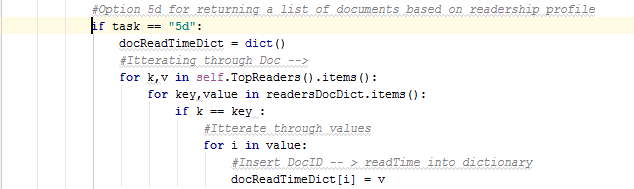 #Option 5d for returning a list of documents based on readership profile
if task == "5d":
docReadTimeDict = dict()
#Itterating through Doc -->
for k,v in self.TopReaders().items():
for key,value in readersDocDict.items():
if k == key :
#Itterate through values
for i in value:
#Insert DocID -- > readTime into dictionary
docReadTimeDict[i] = v